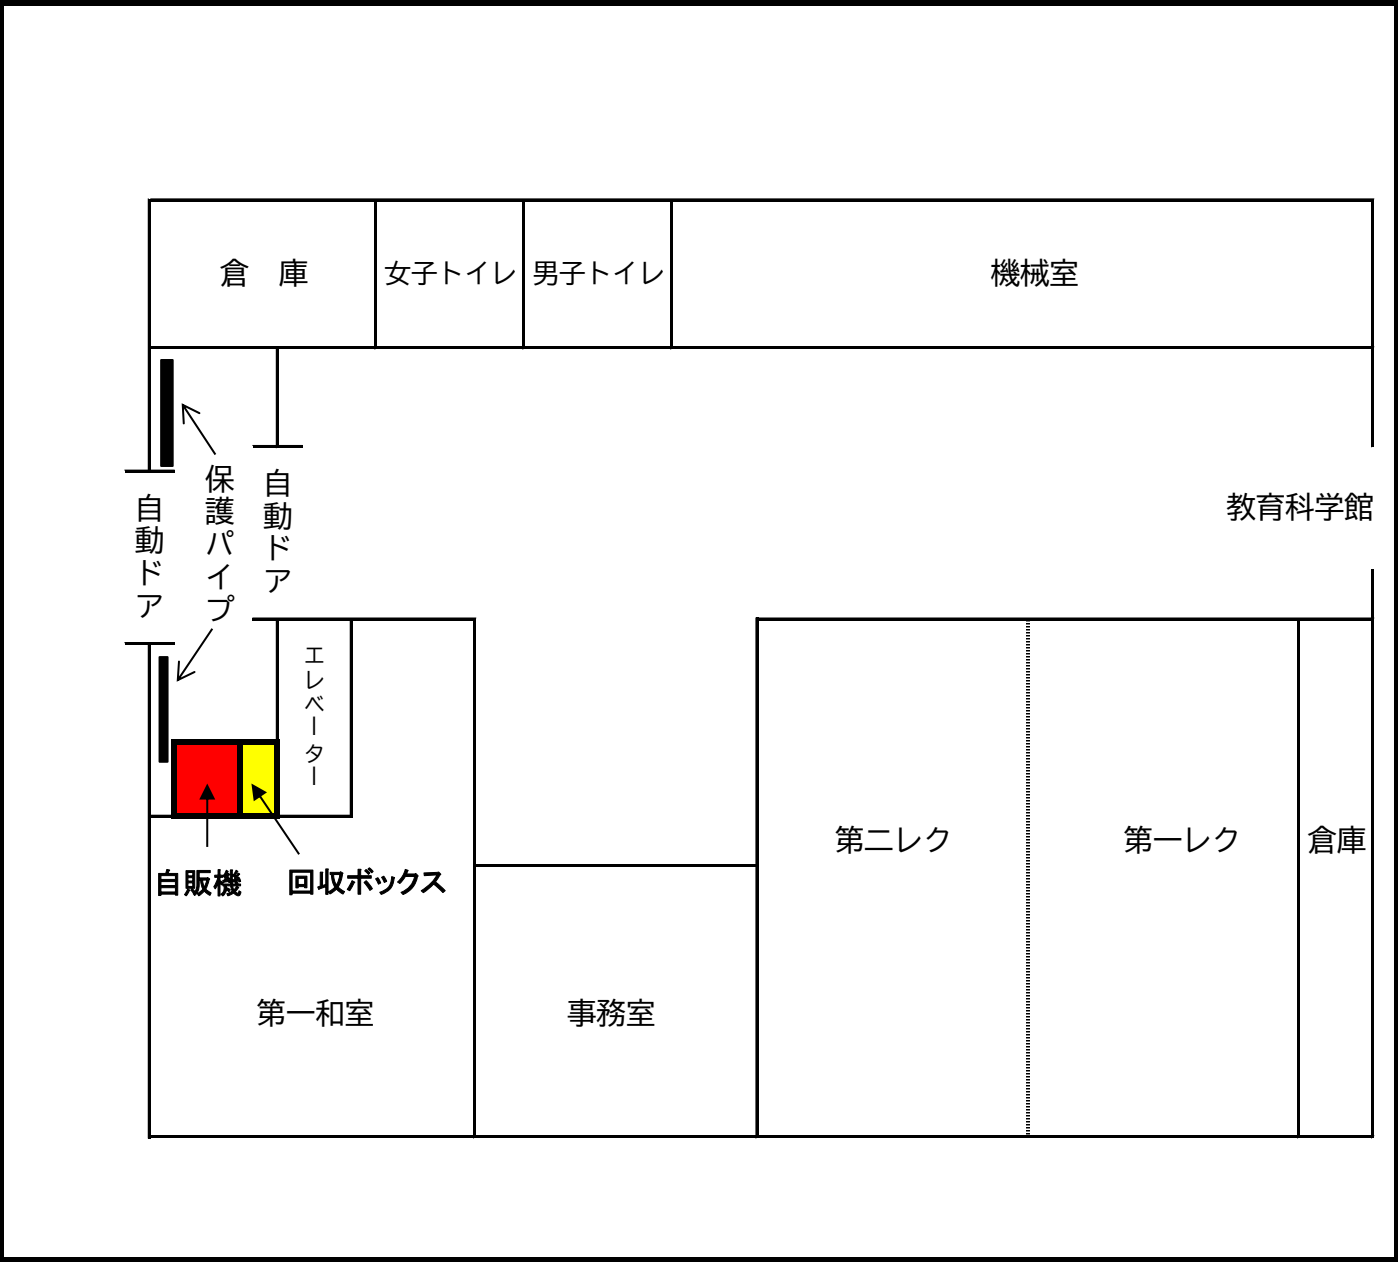 倉　庫
女子トイレ
男子トイレ
機械室
自動ドア
保護パイプ
自動ドア
教育科学館
エレベーター
第二レク
第一レク
倉庫
自販機
回収ボックス
第一和室
事務室